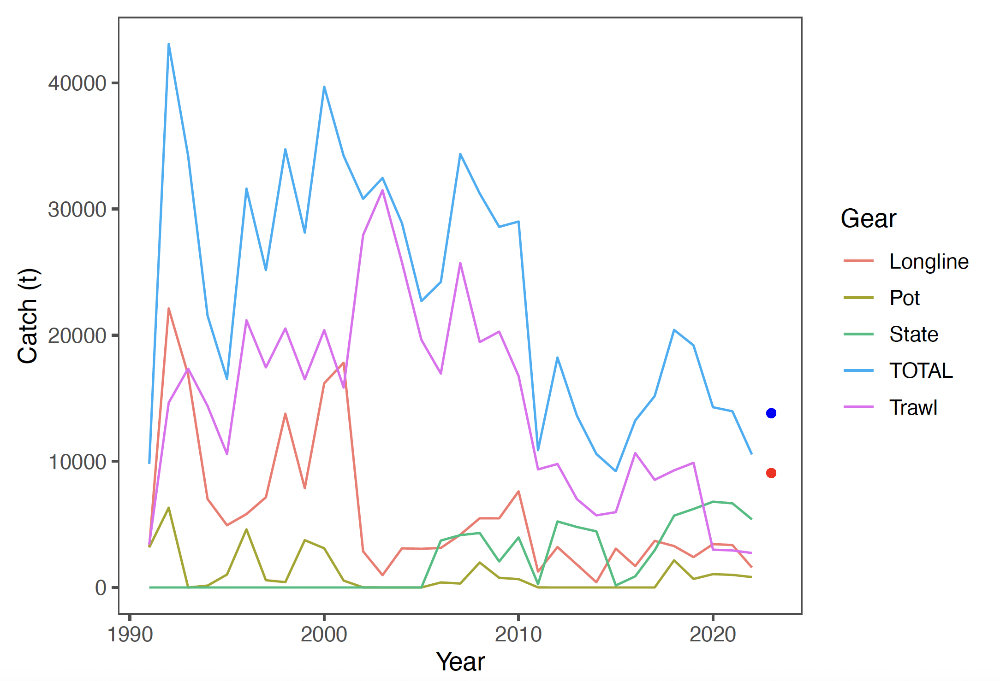 40000
30000
20000
10000
0
Catch (t)
1990
2000
2010
2020
Year
Gear
Longline
Pot
State
TOTAL
Trawl